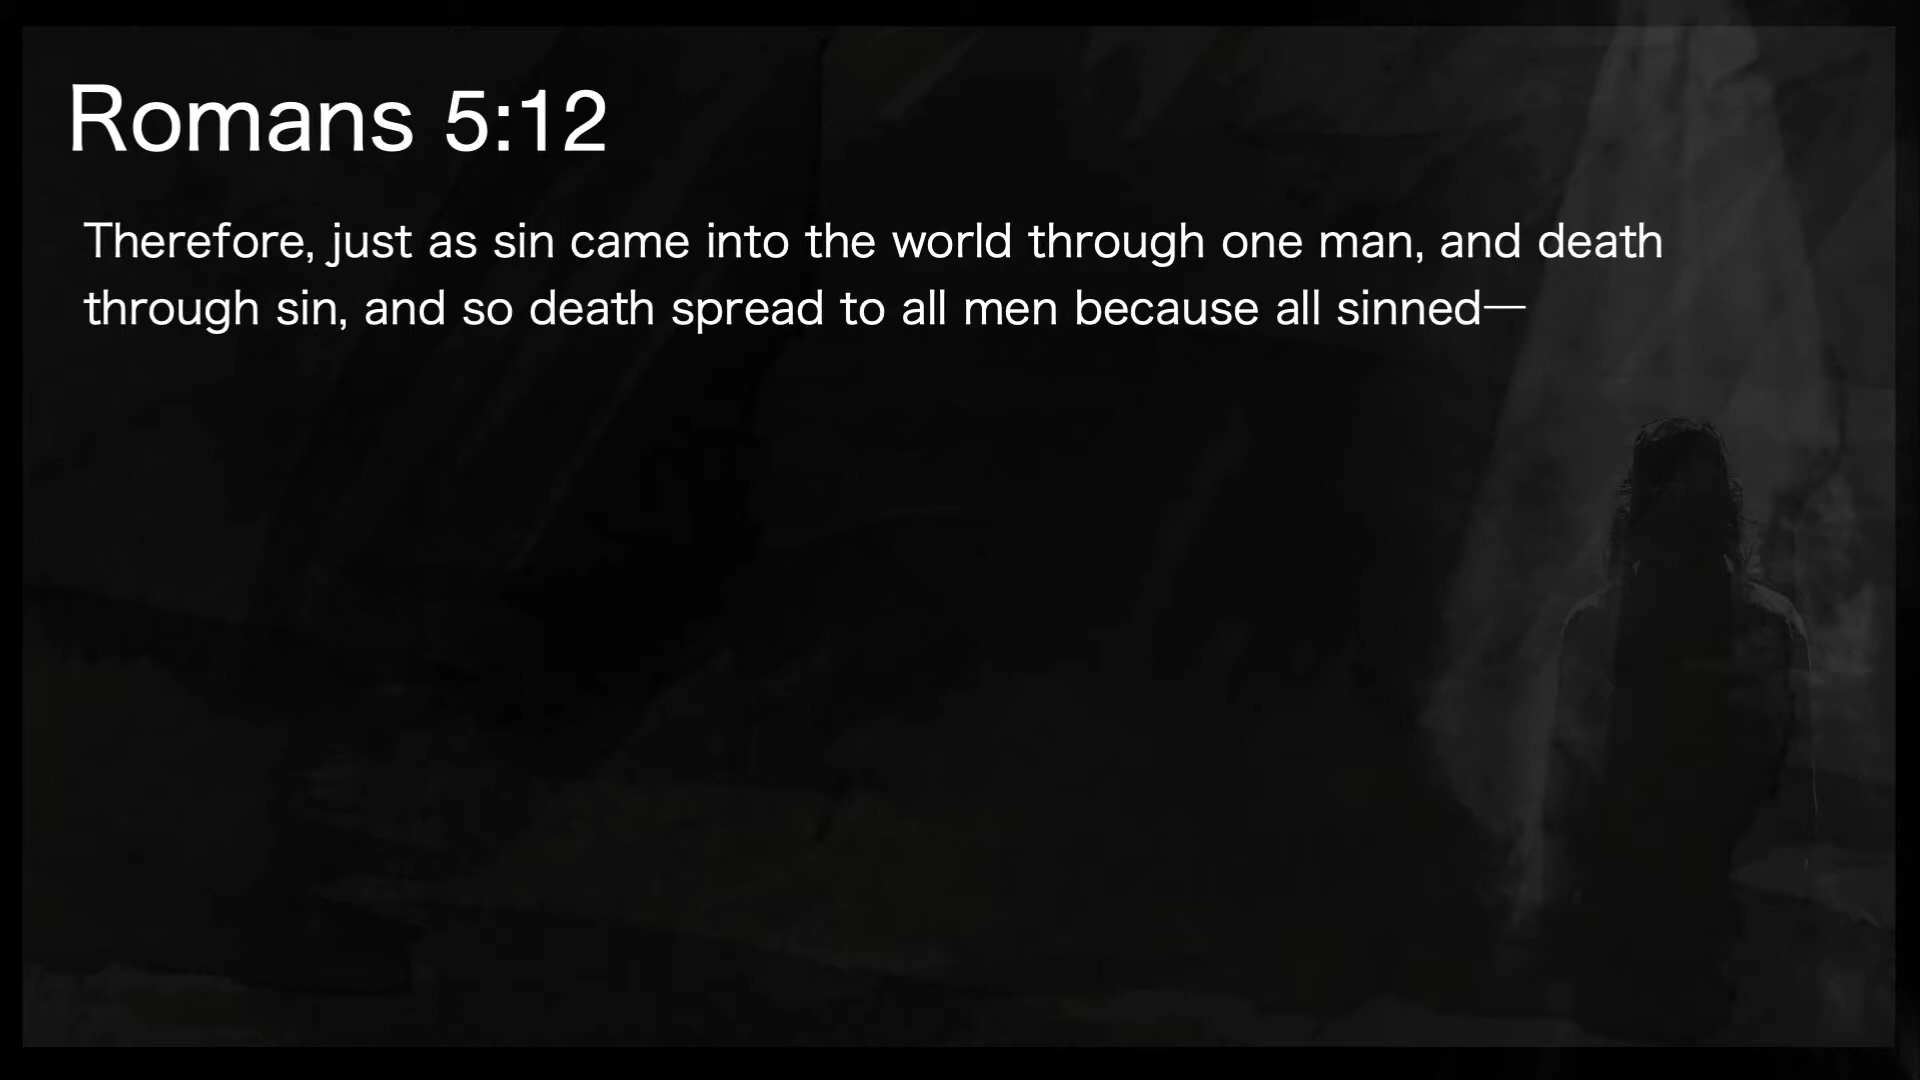 Romans 5:12
Therefore, just as sin came into the world through one man, and death
through sin, and so death spread to all men because all sinned—